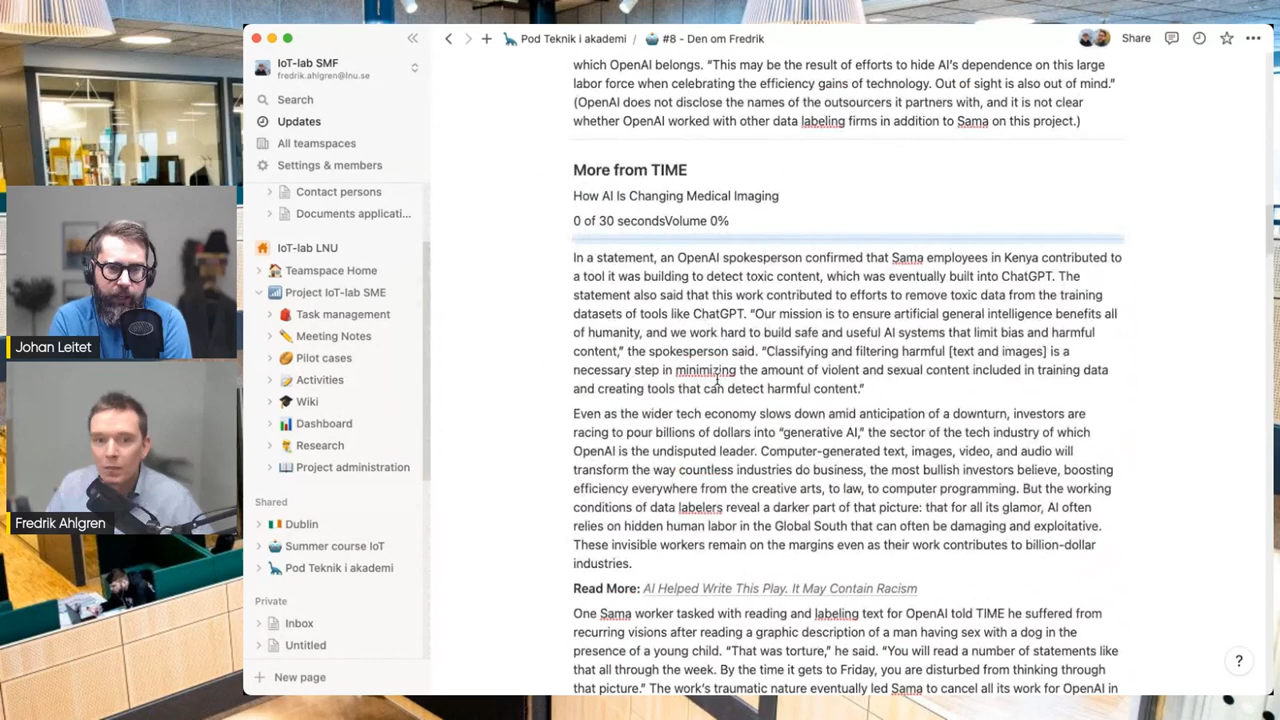 Pod Teknik i akademi / #8 - Den om Fredrik
Share
IoT-lab SMF
fredrik.ahlgren@lnu.se
Search
Updates
All teamspaces
Settings & members
Contact persons
Documents applicati...
IoT-lab LNU
Teamspace Home
Project IoT-lab SME
Task management
Meeting Notes
Pilot cases
Activities
Wiki
Dashboard
Research
Project administration
Shared
Dublin
Summer course IoT
Pod Teknik i akademi
Private
Inbox
Untitled
New page
which OpenAI belongs. “This may be the result of efforts to hide AI’s dependence on this large
labor force when celebrating the efficiency gains of technology. Out of sight is also out of mind.”
(OpenAI does not disclose the names of the outsourcers it partners with, and it is not clear
whether OpenAI worked with other data labeling firms in addition to Sama on this project.)
More from TIME
How AI Is Changing Medical Imaging
0 of 30 secondsVolume 0%
In a statement, an OpenAI spokesperson confirmed that Sama employees in Kenya contributed to
a tool it was building to detect toxic content, which was eventually built into ChatGPT. The
statement also said that this work contributed to efforts to remove toxic data from the training
datasets of tools like ChatGPT. “Our mission is to ensure artificial general intelligence benefits all
of humanity, and we work hard to build safe and useful AI systems that limit bias and harmful
content,” the spokesperson said. “Classifying and filtering harmful [text and images] is a
necessary step in minimizing the amount of violent and sexual content included in training data
and creating tools that can detect harmful content.”
Even as the wider tech economy slows down amid anticipation of a downturn, investors are
racing to pour billions of dollars into “generative AI,” the sector of the tech industry of which
OpenAI is the undisputed leader. Computer-generated text, images, video, and audio will
transform the way countless industries do business, the most bullish investors believe, boosting
efficiency everywhere from the creative arts, to law, to computer programming. But the working
conditions of data labelers reveal a darker part of that picture: that for all its glamor, AI often
relies on hidden human labor in the Global South that can often be damaging and exploitative.
These invisible workers remain on the margins even as their work contributes to billion-dollar
industries.
Read More: AI Helped Write This Play. It May Contain Racism
One Sama worker tasked with reading and labeling text for OpenAI told TIME he suffered from
recurring visions after reading a graphic description of a man having sex with a dog in the
presence of a young child. “That was torture,” he said. “You will read a number of statements like
that all through the week. By the time it gets to Friday, you are disturbed from thinking through
that picture.” The work’s traumatic nature eventually led Sama to cancel all its work for OpenAI in
?
Johan Leitet
Fredrik Ahlgren